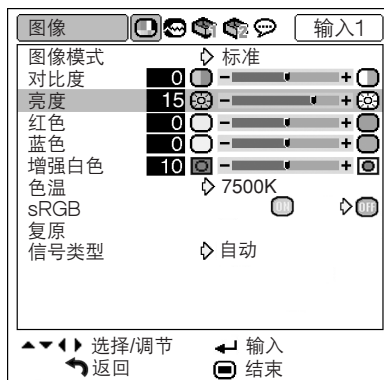 图像 输入1
图像模式 标准
对比度 0
亮度 15
红色 0
蓝色 0
增强白色 10
色温 7500K
sRGB ON OFF
复原
信号类型 自动
选择/调节 输入
返回 结束